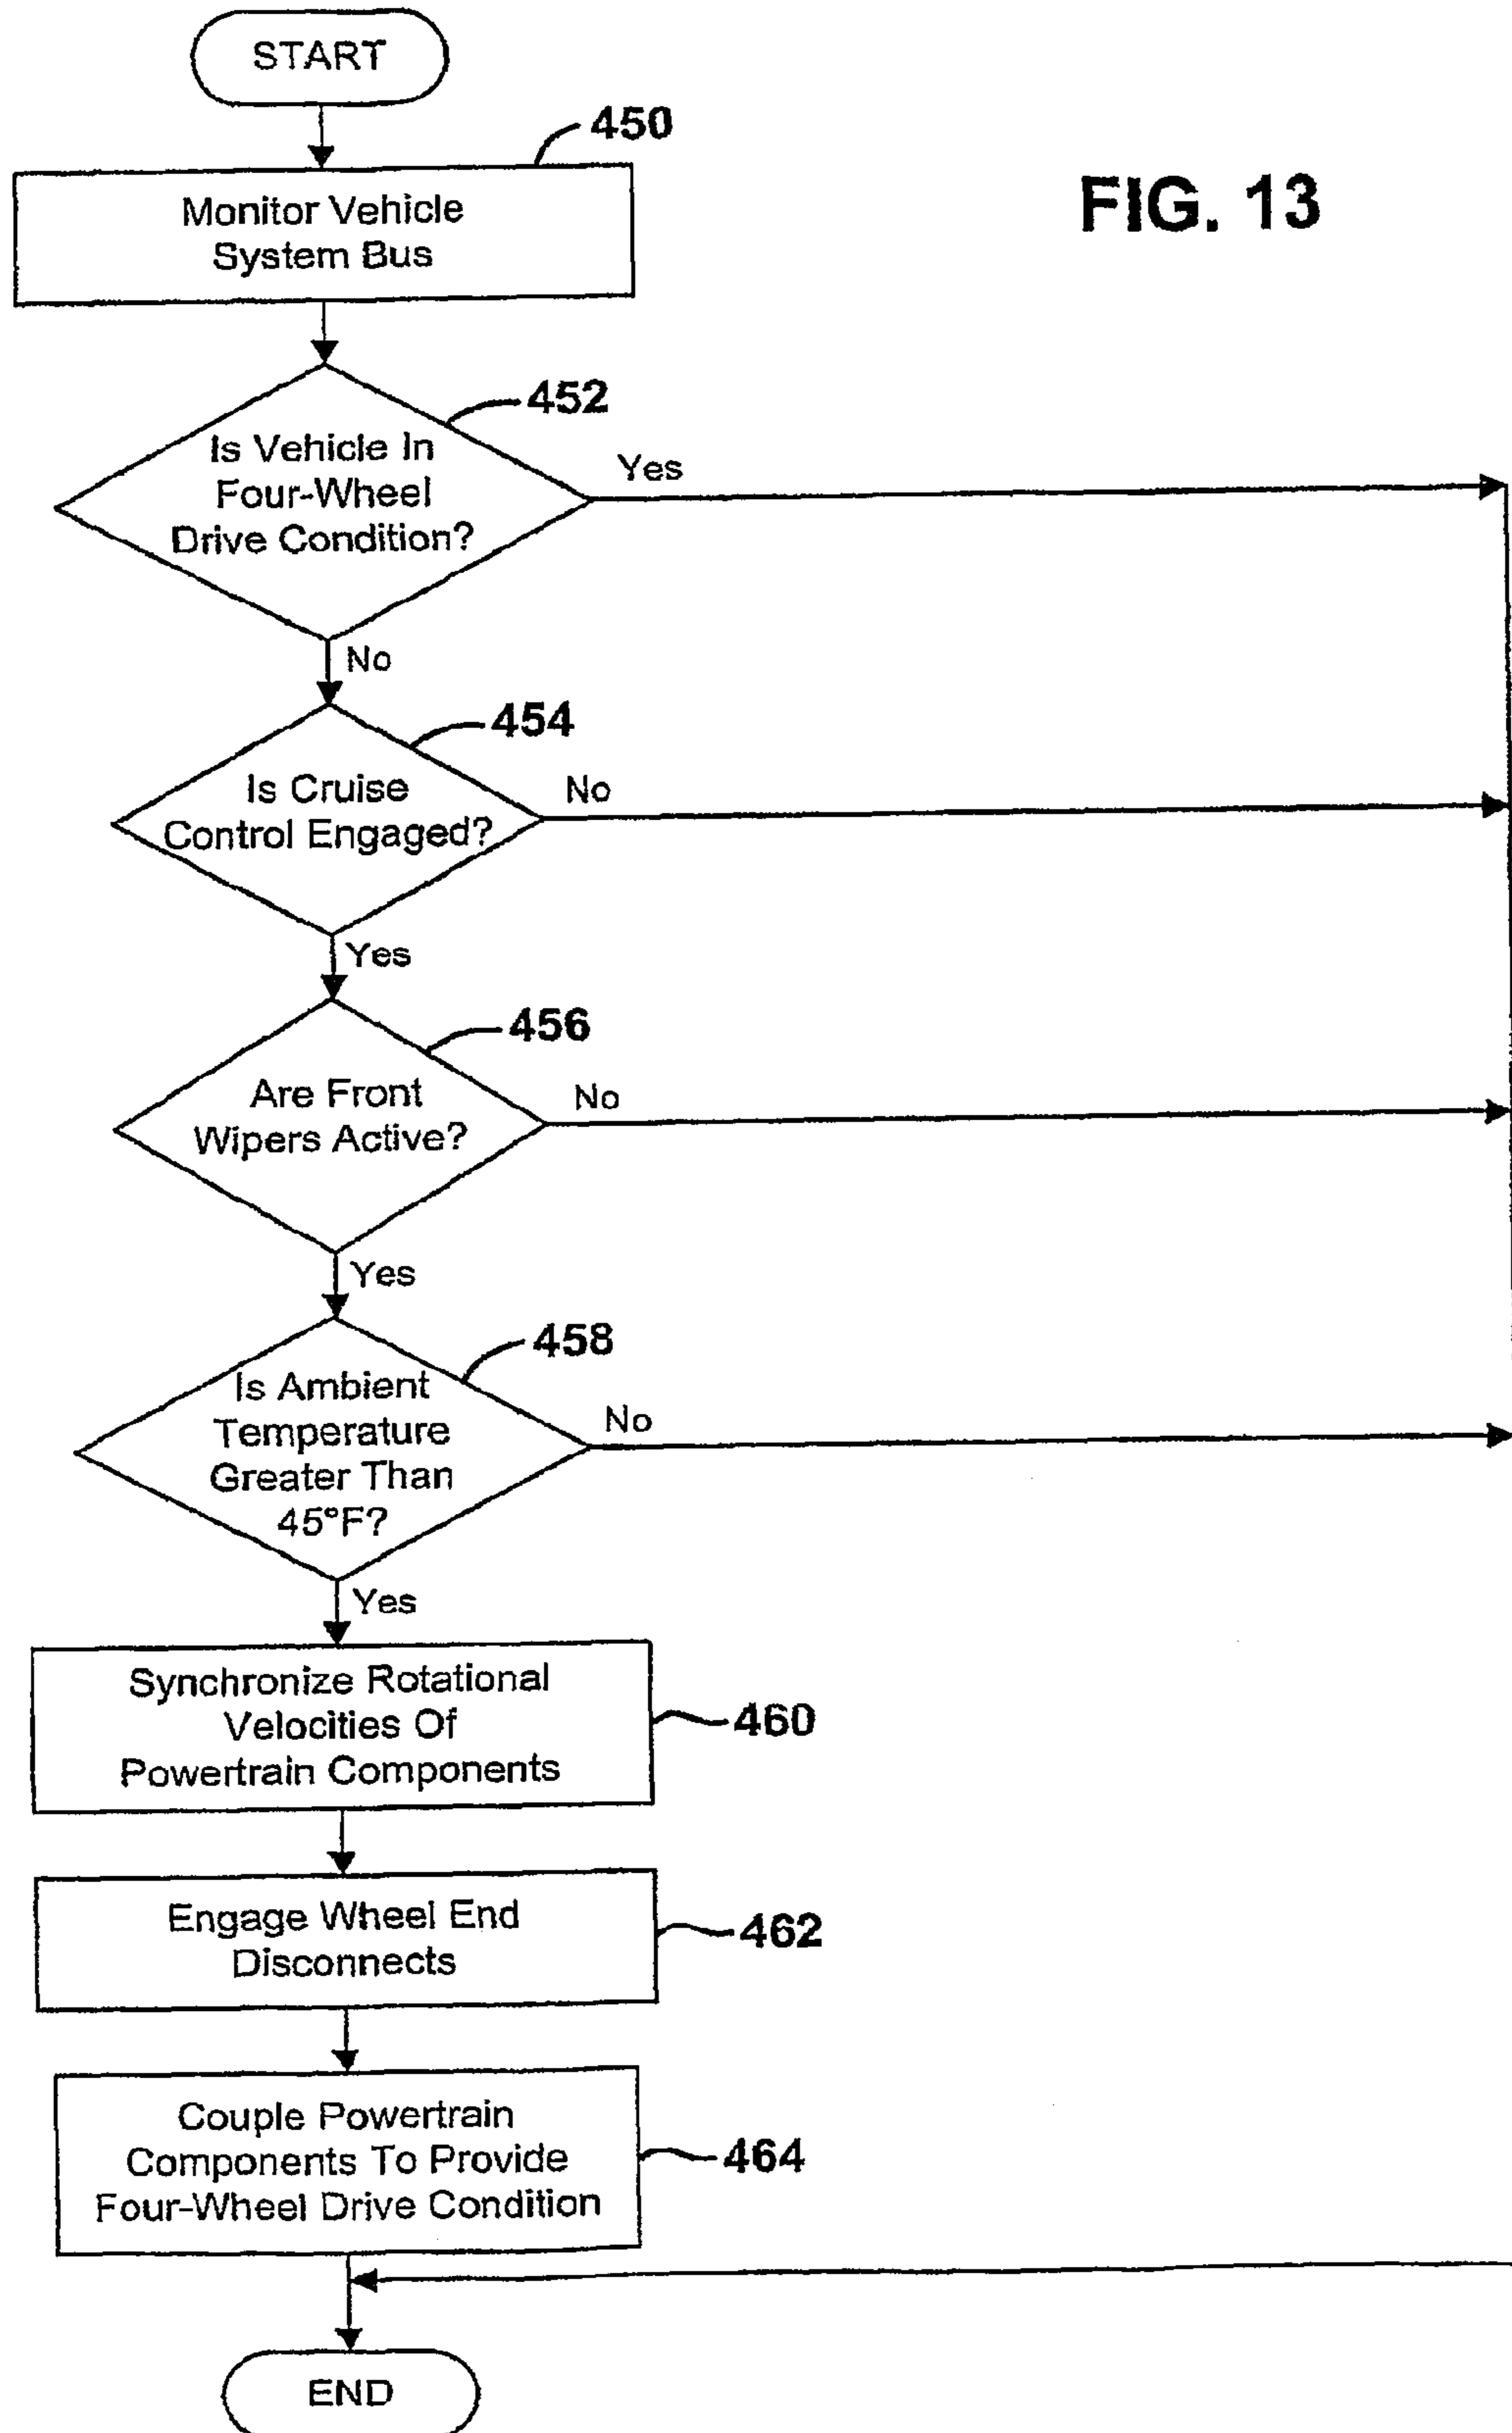 START
450
Monitor Vehicle
System Bus
FIG. 13
452
Is Vehicle In
Four-Wheel
Drive Condition?
Yes
No
454
Is Cruise
Control Engaged?
No
Yes
456
Are Front
Wipers Active?
No
Yes
458
Is Ambient
Temperature
Greater Than
45°F?
No
Yes
Synchronize Rotational
Velocities Of
Powertrain Components
460
Engage Wheel End
Disconnects
462
Couple Powertrain
Components To Provide
Four-Wheel Drive Condition
464
END